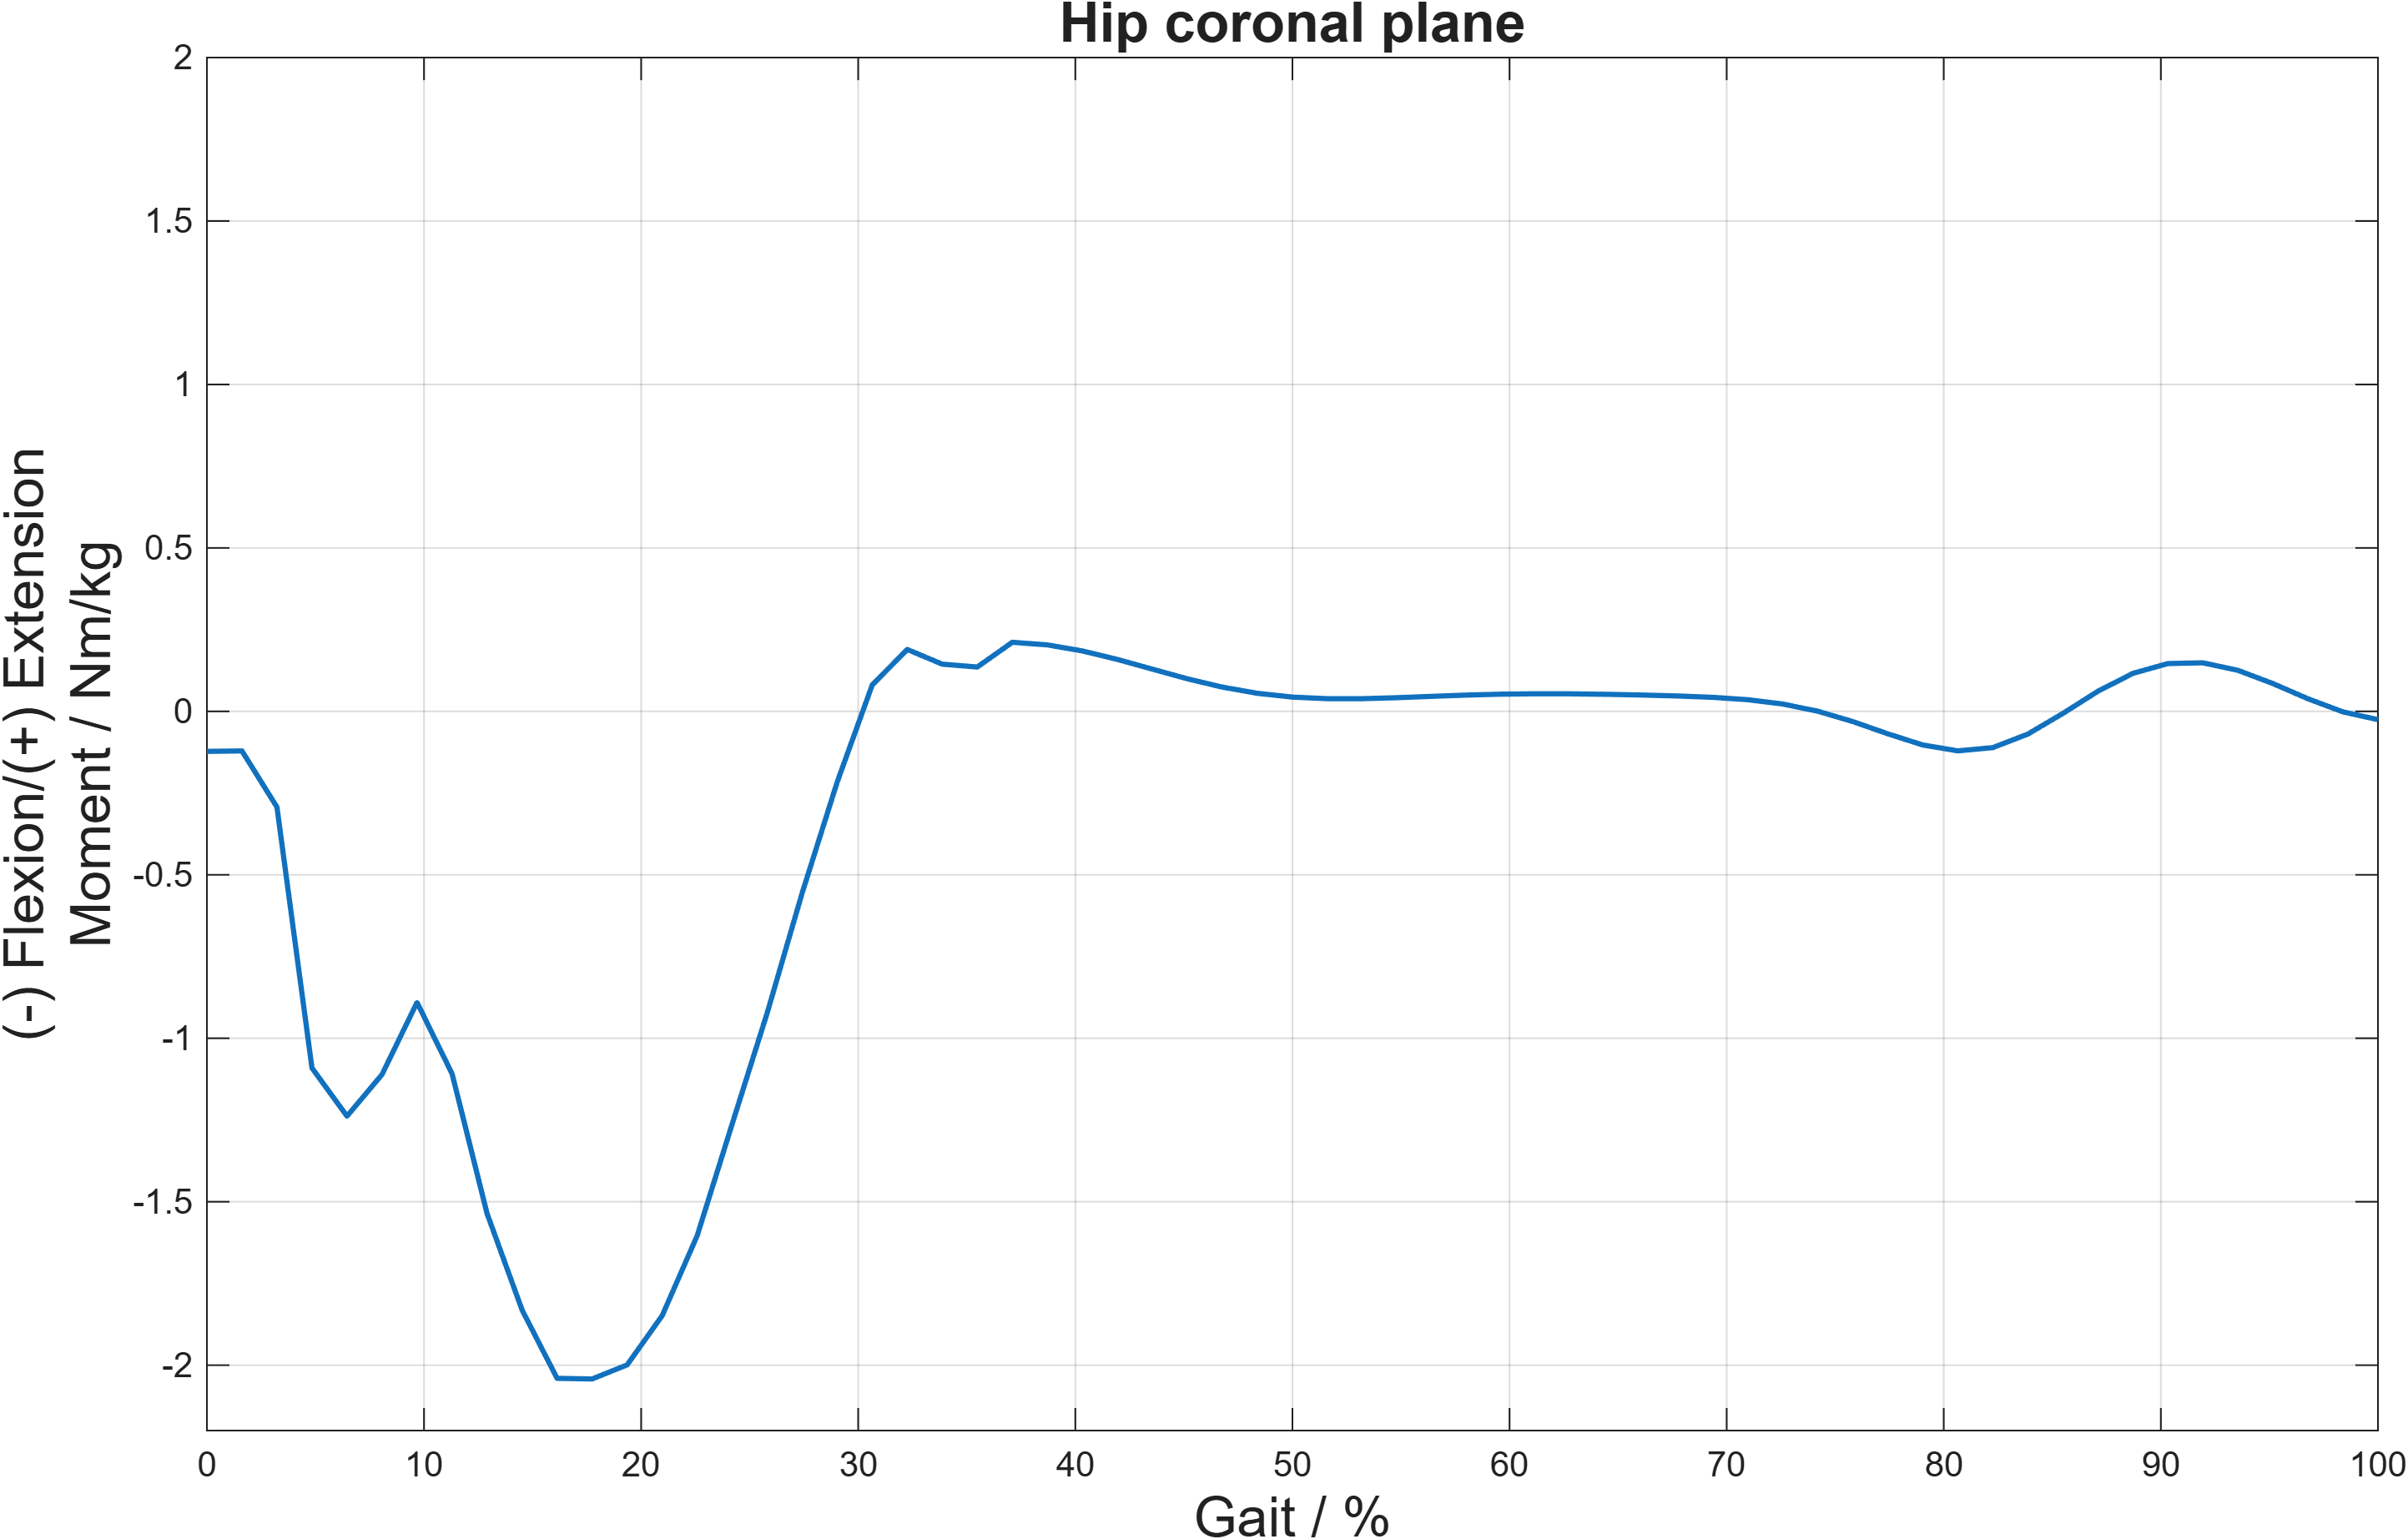 Hip coronal plane
(-) Flexion/(+) Extension
Moment / Nm/kg
2
1.5
1
0.5
0
-0.5
-1
-1.5
-2
0 10 20 30 40 50 60 70 80 90 100
Gait / %